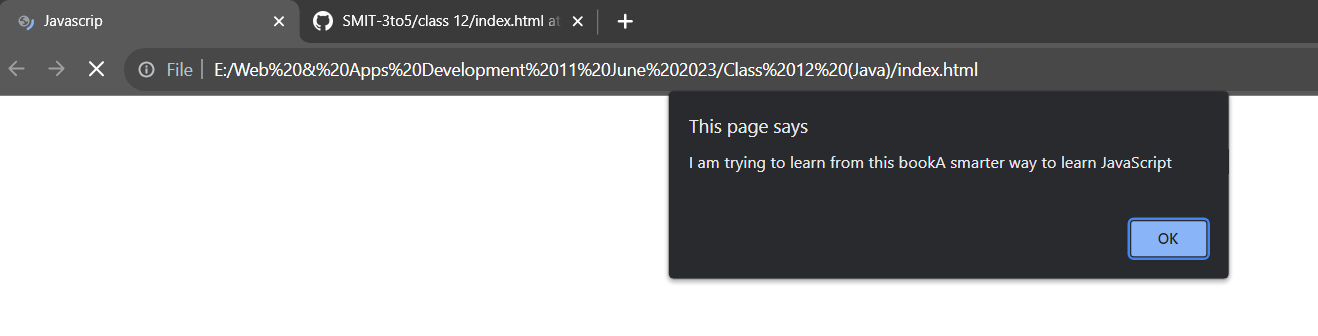 Javascrip
SMIT-3to5/class 12/index.html at
File E:/Web%20&%20Apps%20Development%2011%20June%202023/Class%2012%20(Java)/index.html
This page says
I am trying to learn from this bookA smarter way to learn JavaScript
OK